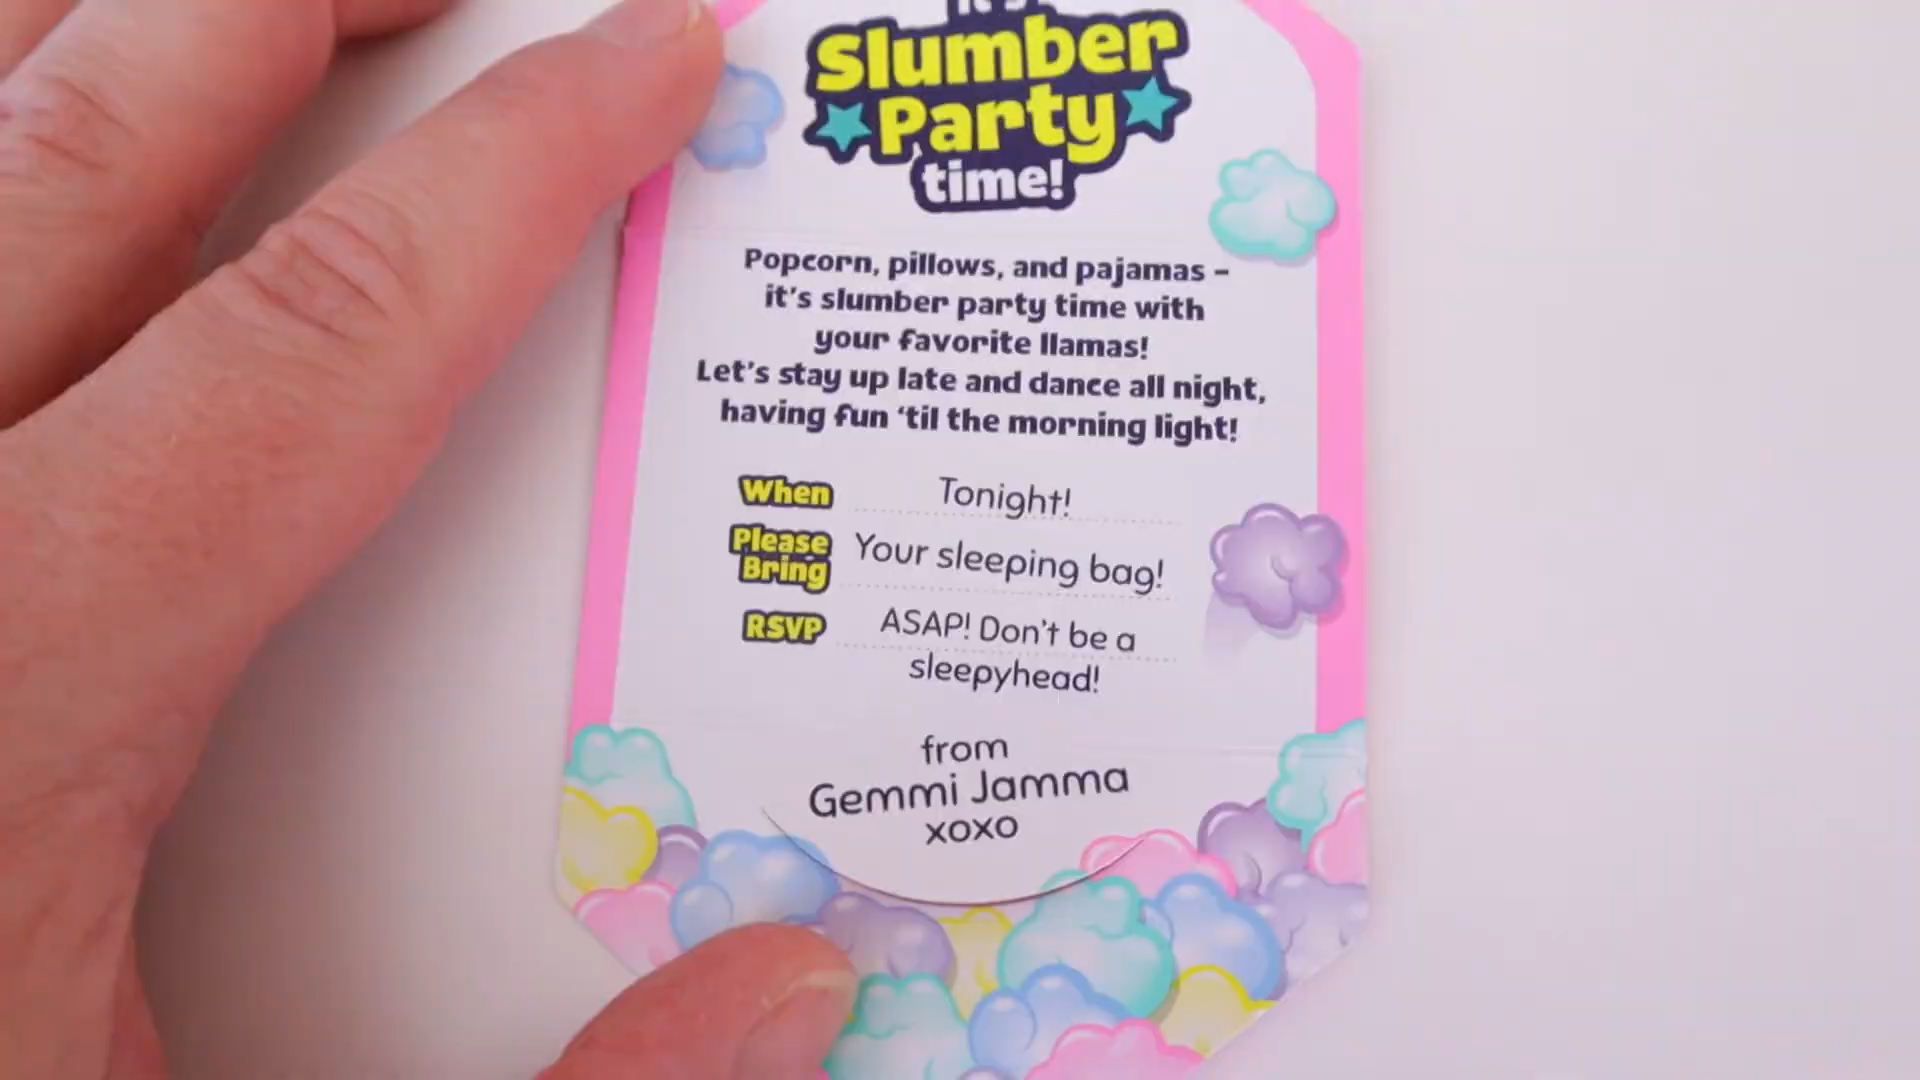 It's
Slumber
Party
time!
Popcorn, pillows, and pajamas –
it's slumber party time with
your favorite llamas!
Let's stay up late and dance all night,
having fun ‘til the morning light!
When Tonight!
Please Bring Your sleeping bag!
RSVP ASAP! Don't be a
sleepyhead!
from
Gemmi Jamma
xoxo